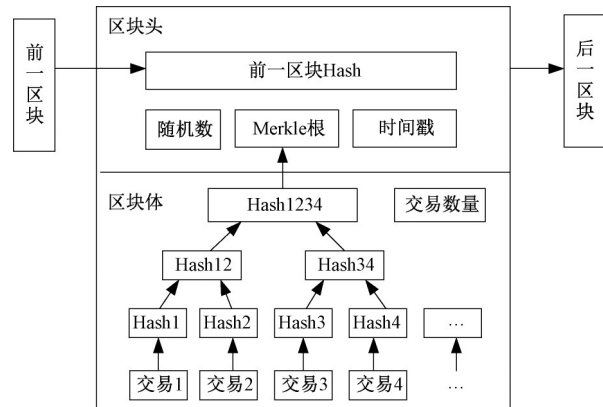 区块头
前一区块
前一区块Hash
后一区块
随机数
Merkle根
时间戳
区块体
Hash1234
交易数量
Hash12
Hash34
Hash1
Hash2
Hash3
Hash4
…
交易1
交易2
交易3
交易4
…